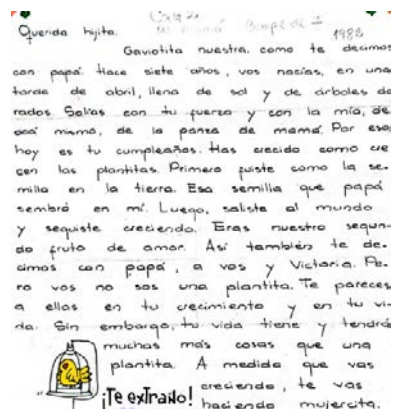 Querida hijita. 1982
Gaviotita nuestra, como te decimos
con papá. Hace siete años, vos nacías, en una
tarde de abril, llena de sol y de árboles do
rados. Salías con tu fuerza y con la mía, de
acá mismo, de la panza de mamá. Por eso,
hoy es tu cumpleaños. Has crecido como cre
cen las plantitas. Primero fuiste como la se-
milla en la tierra. Esa semilla que papá
sembró en mí. Luego, saliste al mundo
y seguiste creciendo. Eras nuestro segun-
do fruto de amor. Así también te de-
cimos con papá, a vos y Victoria. Pe-
ro vos no sos una plantita. Te pareces
a ellas en tu crecimiento y en tu vi-
da. Sin embargo, tu vida tiene y tendrá
muchas más cosas que una
plantita. A medida que vas
creciendo, te vas
¡Te extraño! haciendo mujercita.